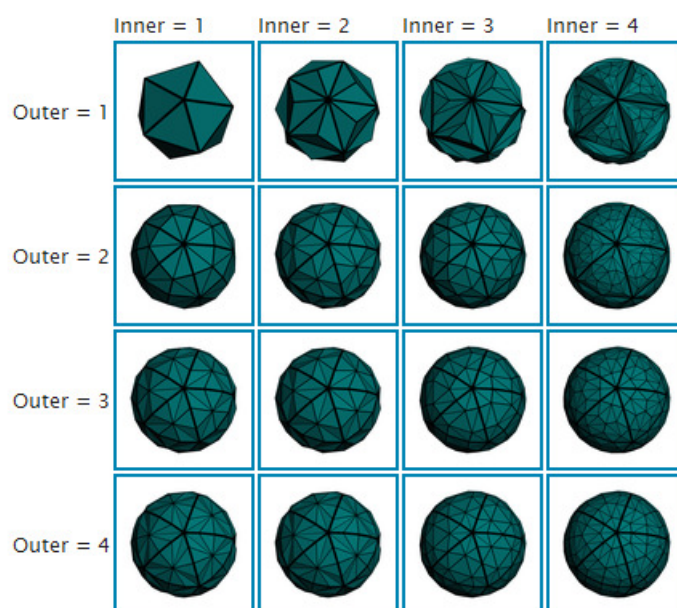 Inner = 1 Inner = 2 Inner = 3 Inner = 4
Outer = 1
Outer = 2
Outer = 3
Outer = 4